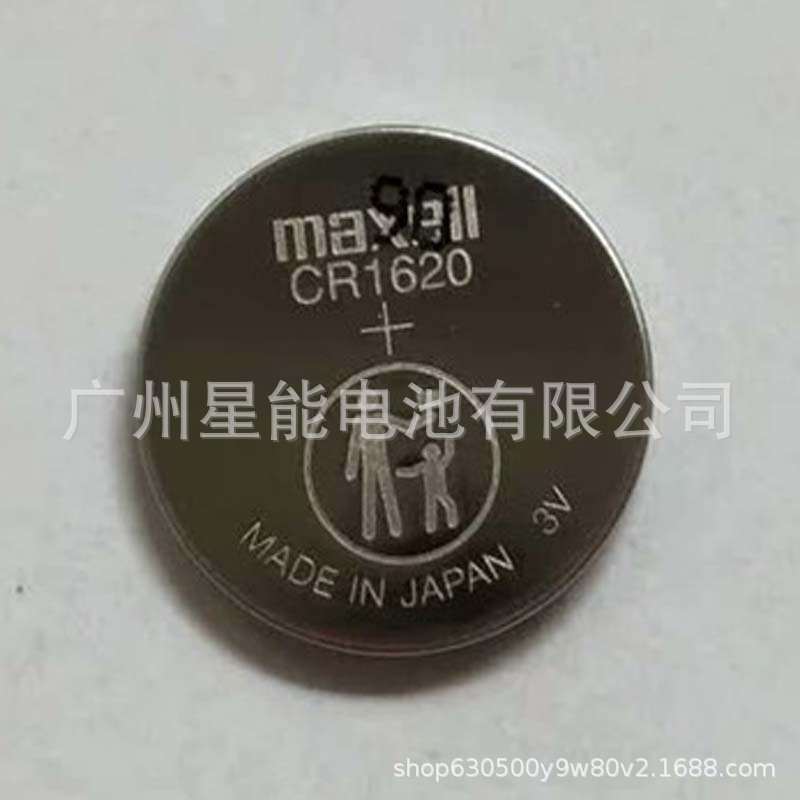 maxell
CR1620
+
广州星能电池有限公司
MADE IN JAPAN 3V
shop630500y9w80v2.1688.com